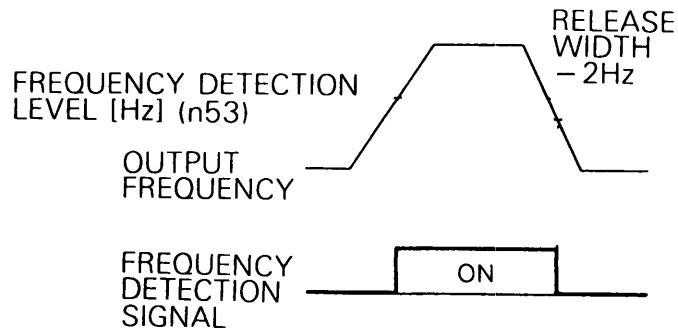 RELEASE
WIDTH
– 2Hz
FREQUENCY DETECTION
LEVEL [Hz] (n53)
OUTPUT
FREQUENCY
FREQUENCY
DETECTION
SIGNAL
ON